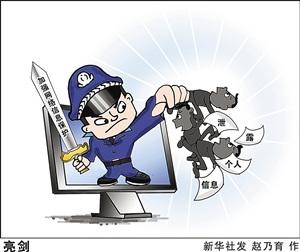 加强网络信息保护
泄
露
个人
信息
亮剑
新华社发 赵乃育 作